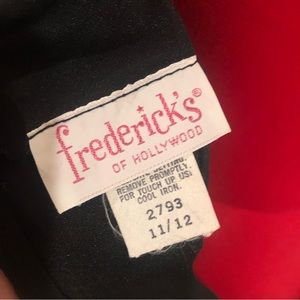 frederick's®
OF HOLLYWOOD
REMOVE PROMPTLY.
FOR TOUCH UP USE
COOL IRON.
2793
11/12